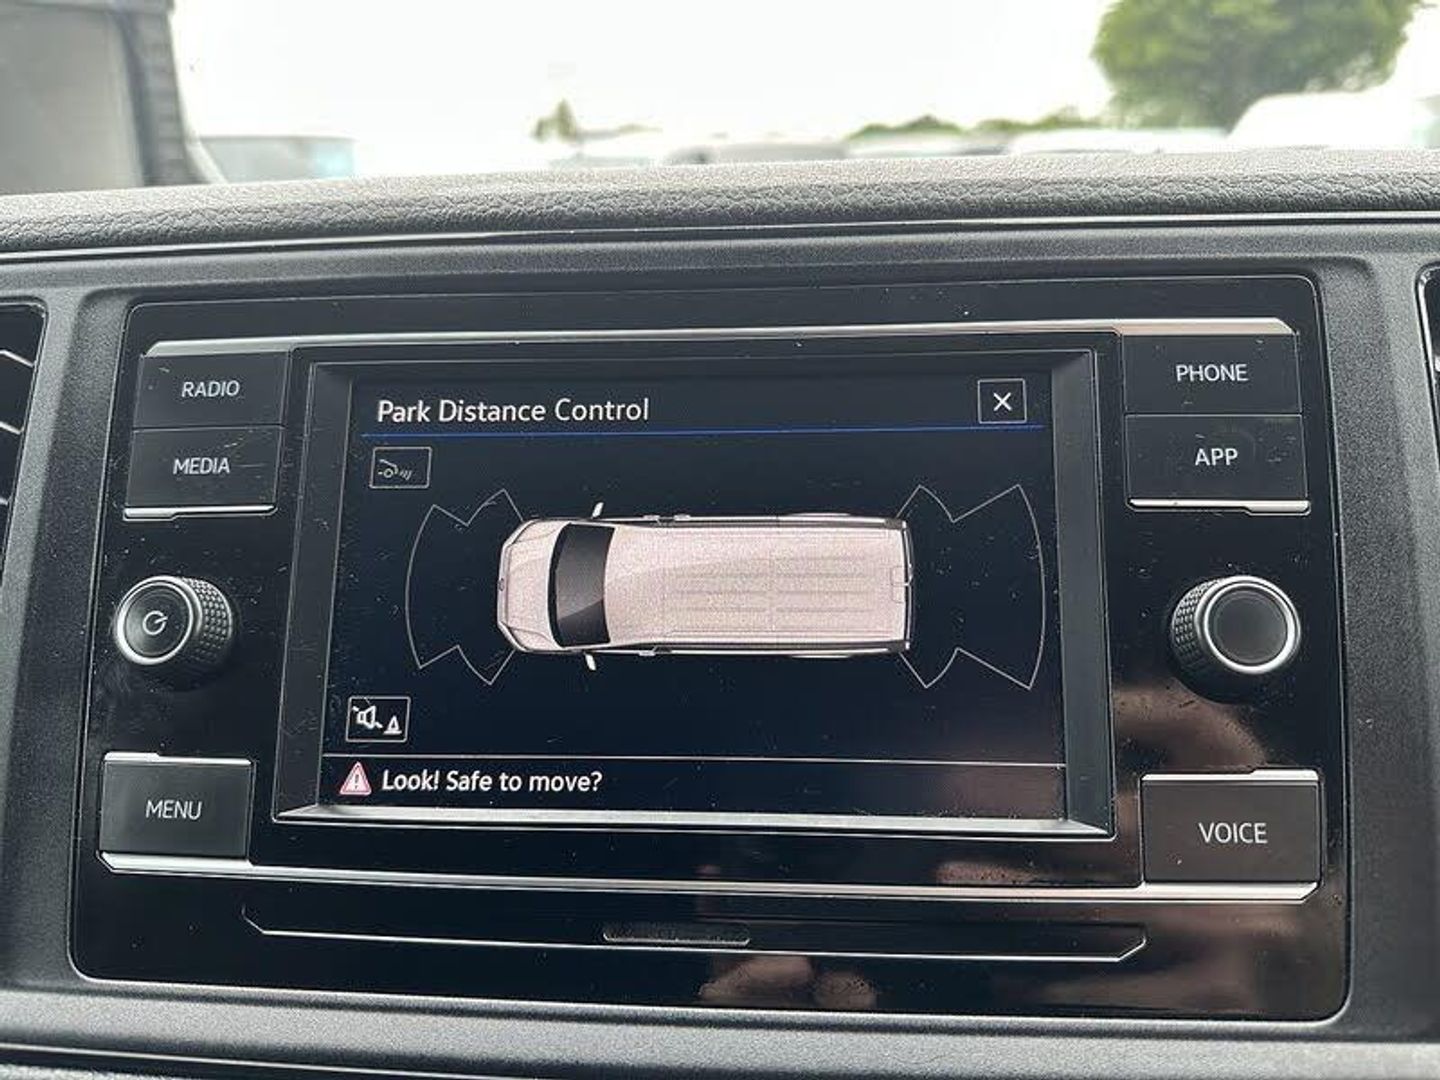 RADIO
MEDIA
MENU
Park Distance Control
Look! Safe to move?
PHONE
APP
VOICE